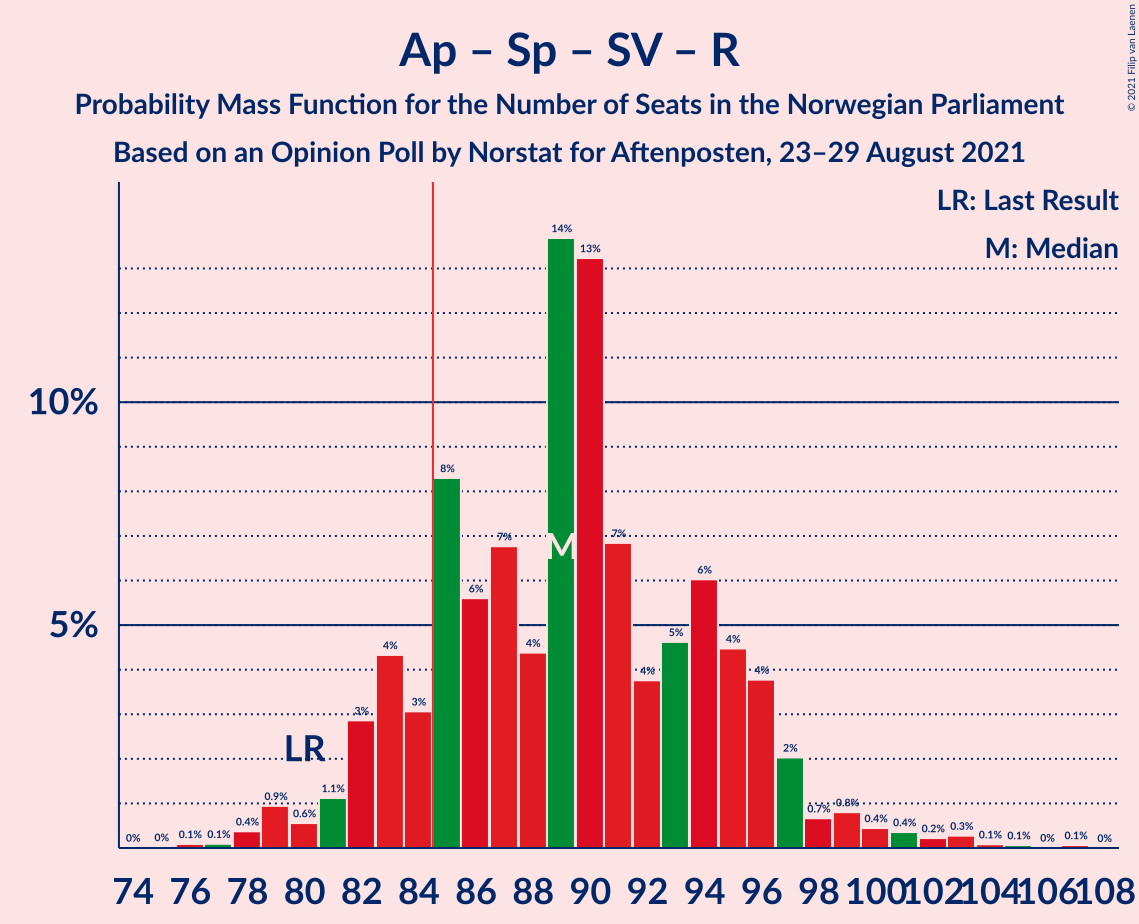 Ap – Sp – SV – R
Probability Mass Function for the Number of Seats in the Norwegian Parliament
Based on an Opinion Poll by Norstat for Aftenposten, 23–29 August 2021
© 2021 Filip van Laenen
LR: Last Result
M: Median
10%
5%
0% 0% 0.1% 0.1% 0.4% 0.9% 0.6% 1.1% 3% 4% 3% 8% 6% 7% 4% 14% 13% 7% 4% 5% 6% 4% 4% 2% 0.7% 0.8% 0.4% 0.4% 0.2% 0.3% 0.1% 0.1% 0% 0.1% 0%
LR
M
74 76 78 80 82 84 86 88 90 92 94 96 98 100 102 104 106 108